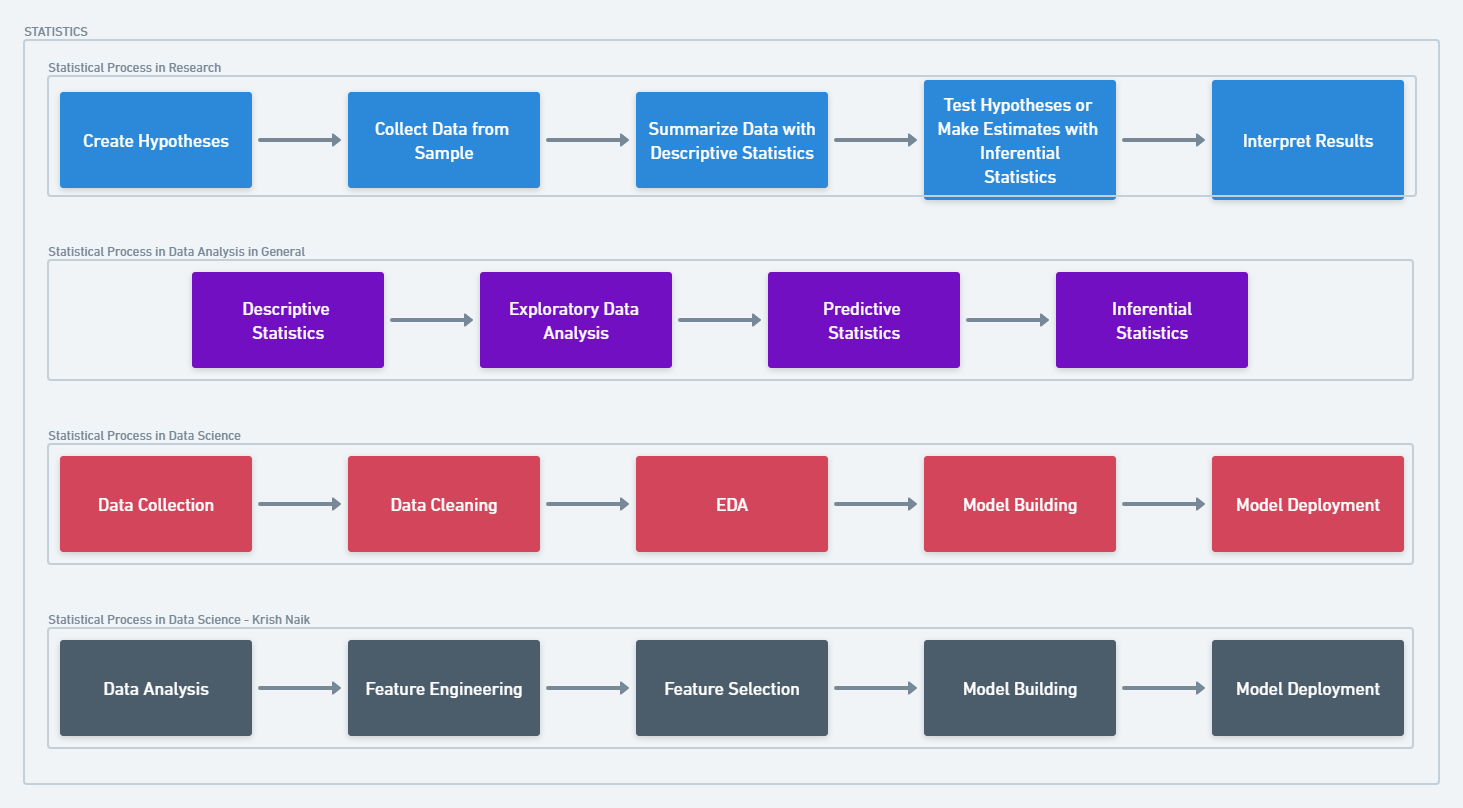 STATISTICS
Statistical Process in Research
Create Hypotheses
Collect Data from
Sample
Summarize Data with
Descriptive Statistics
Test Hypotheses or
Make Estimates with
Inferential
Statistics
Interpret Results
Statistical Process in Data Analysis in General
Descriptive
Statistics
Exploratory Data
Analysis
Predictive
Statistics
Inferential
Statistics
Statistical Process in Data Science
Data Collection
Data Cleaning
EDA
Model Building
Model Deployment
Statistical Process in Data Science - Krish Naik
Data Analysis
Feature Engineering
Feature Selection
Model Building
Model Deployment